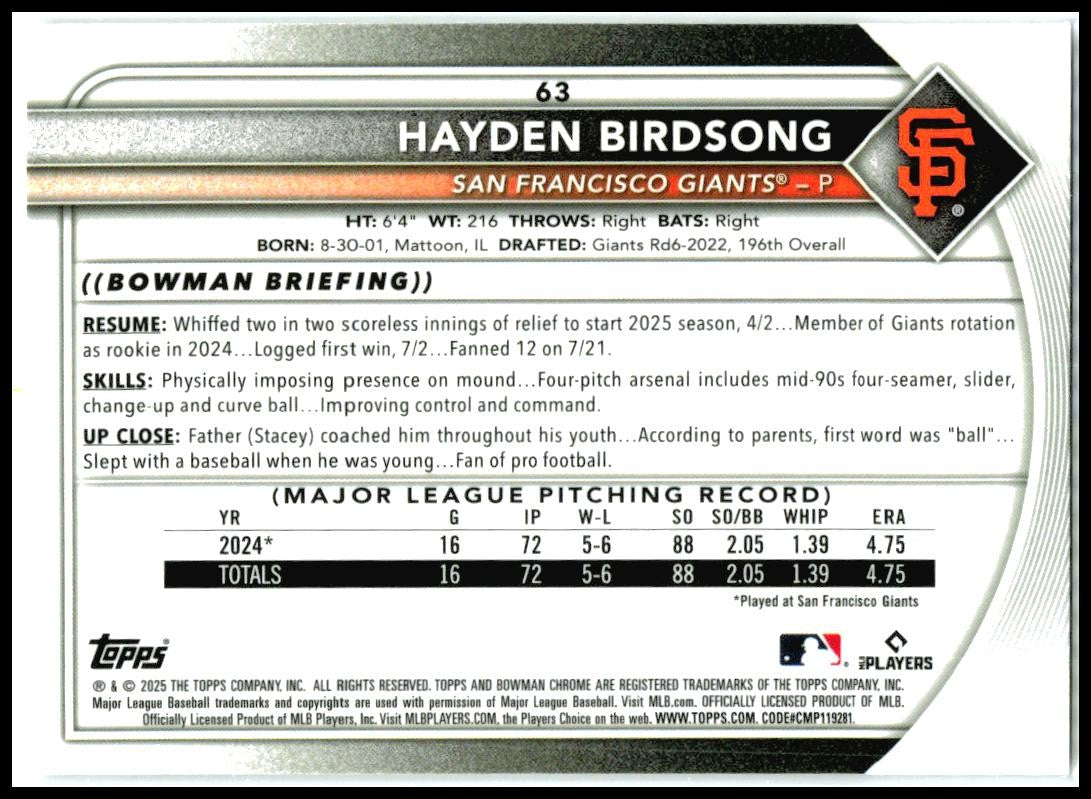 63
HAYDEN BIRDSONG
SAN FRANCISCO GIANTS® – P
SF®
HT: 6'4" WT: 216 THROWS: Right BATS: Right
BORN: 8-30-01, Mattoon, IL DRAFTED: Giants Rd6-2022, 196th Overall
((BOWMAN BRIEFING))
RESUME: Whiffed two in two scoreless innings of relief to start 2025 season, 4/2...Member of Giants rotation
as rookie in 2024...Logged first win, 7/2...Fanned 12 on 7/21.
SKILLS: Physically imposing presence on mound...Four-pitch arsenal includes mid-90s four-seamer, slider,
change-up and curve ball...Improving control and command.
UP CLOSE: Father (Stacey) coached him throughout his youth...According to parents, first word was "ball"...
Slept with a baseball when he was young...Fan of pro football.
(MAJOR LEAGUE PITCHING RECORD)
YR G IP W-L SO SO/BB WHIP ERA
2024* 16 72 5-6 88 2.05 1.39 4.75
TOTALS 16 72 5-6 88 2.05 1.39 4.75
*Played at San Francisco Giants
topps®
MLB PLAYERS
® & © 2025 THE TOPPS COMPANY, INC. ALL RIGHTS RESERVED. TOPPS AND BOWMAN CHROME ARE REGISTERED TRADEMARKS OF THE TOPPS COMPANY, INC.
Major League Baseball trademarks and copyrights are used with permission of Major League Baseball. Visit MLB.com. OFFICIALLY LICENSED PRODUCT OF MLB.
Officially Licensed Product of MLB Players, Inc. Visit MLBPLAYERS.COM, the Players Choice on the web. WWW.TOPPS.COM. CODE#CMP119281.